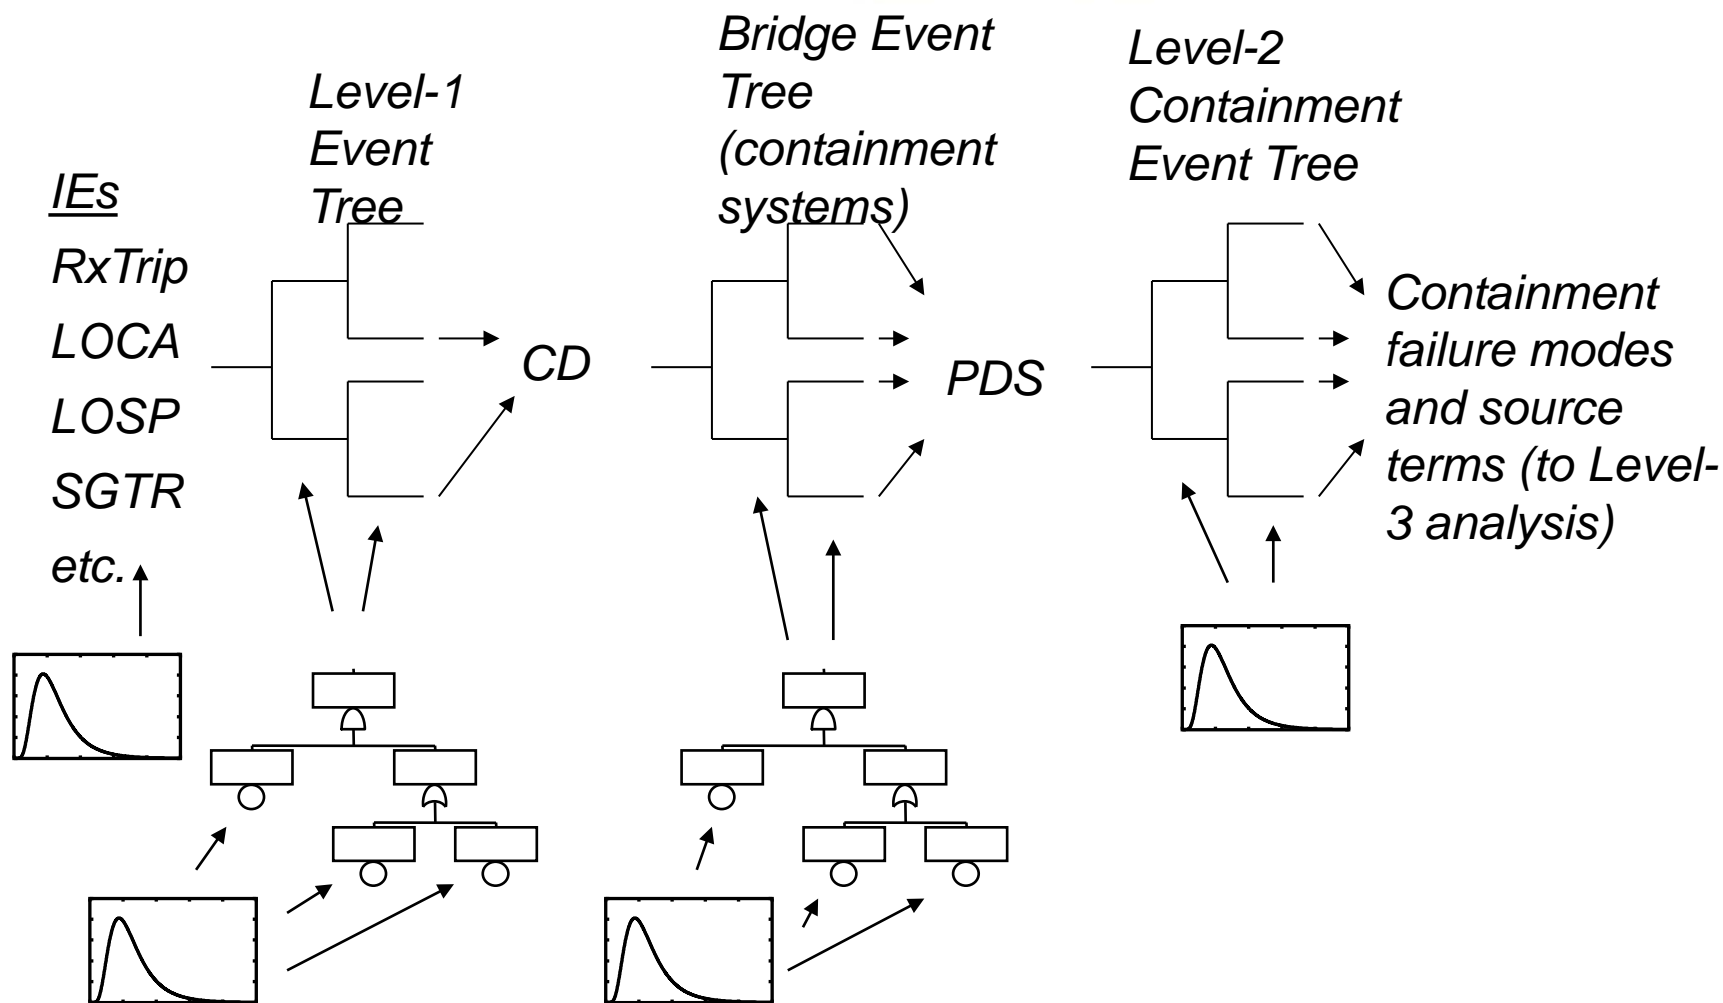 IEs
RxTrip
LOCA
LOSP
SGTR
etc.
Level-1
Event
Tree
CD
Bridge Event
Tree
(containment
systems)
PDS
Level-2
Containment
Event Tree
Containment
failure modes
and source
terms (to Level-
3 analysis)